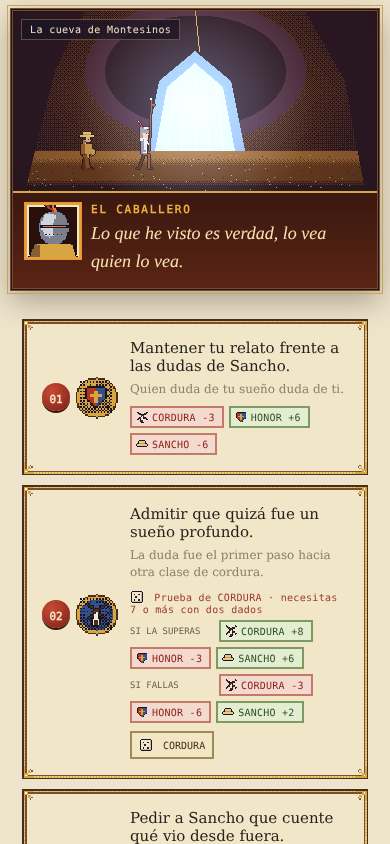 La cueva de Montesinos
EL CABALLERO
Lo que he visto es verdad, lo vea
quien lo vea.
01
Mantener tu relato frente a
las dudas de Sancho.
Quien duda de tu sueño duda de ti.
CORDURA -3
HONOR +6
SANCHO -6
02
Admitir que quizá fue un
sueño profundo.
La duda fue el primer paso hacia
otra clase de cordura.
Prueba de CORDURA · necesitas
7 o más con dos dados
SI LA SUPERAS
CORDURA +8
HONOR -3
SANCHO +6
SI FALLAS
CORDURA -3
HONOR -6
SANCHO +2
CORDURA
Pedir a Sancho que cuente
qué vio desde fuera.